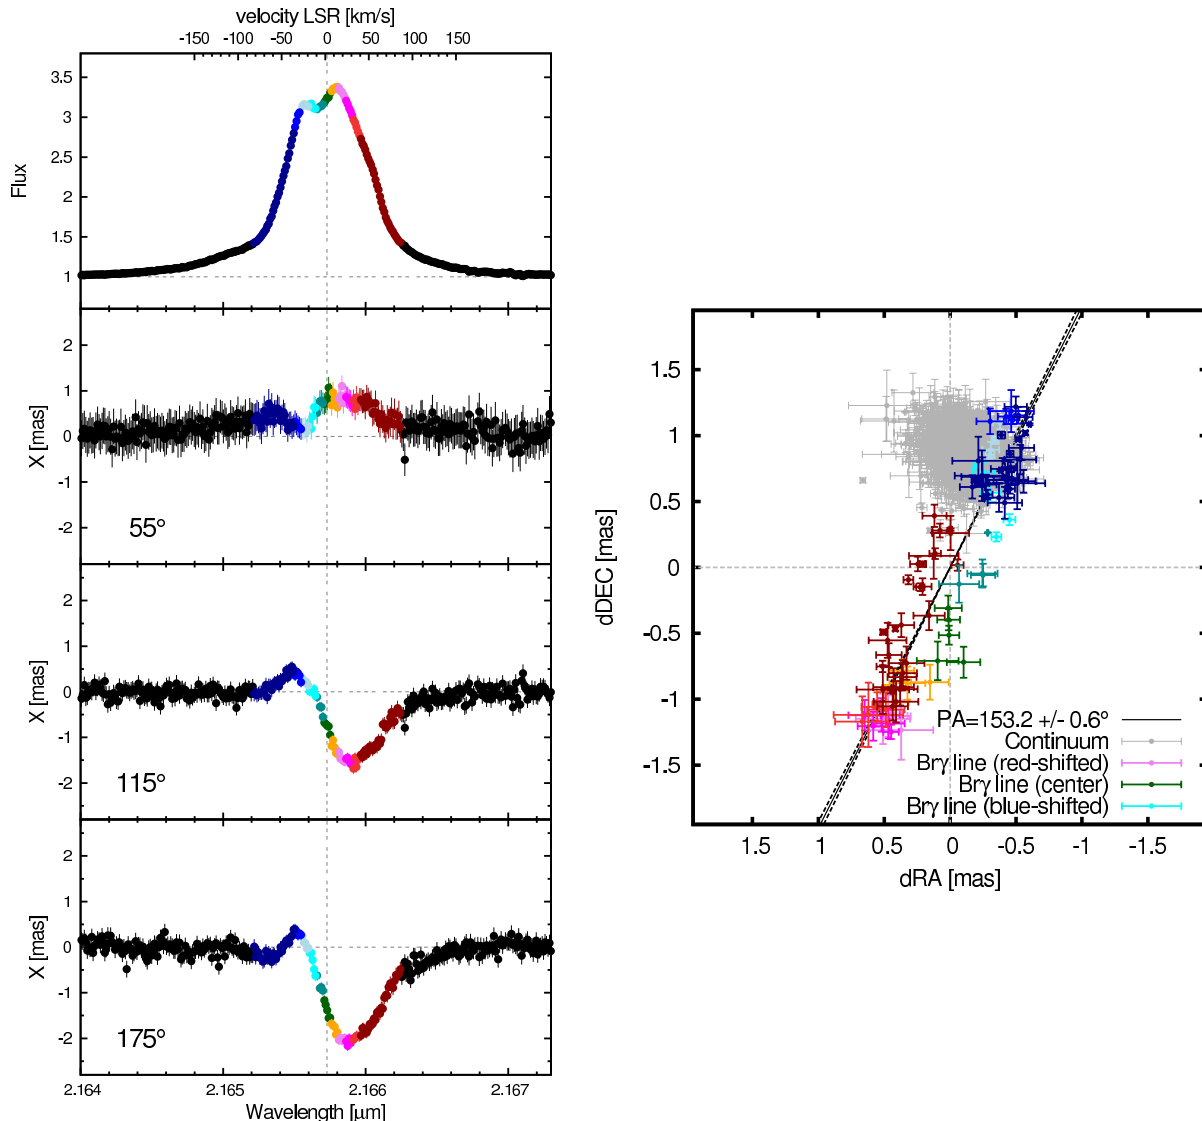 velocity LSR [km/s]
-150 -100 -50 0 50 100 150
Flux
3.5
3
2.5
2
1.5
1
X [mas]
2
1
0
-1
-2
55º
X [mas]
2
1
0
-1
-2
115º
X [mas]
2
1
0
-1
-2
175º
2.164 2.165 2.166 2.167
Wavelength [μm]
dDEC [mas]
1.5
1
0.5
0
-0.5
-1
-1.5
PA=153.2 +/- 0.6º
Continuum
Brγ line (red-shifted)
Brγ line (center)
Brγ line (blue-shifted)
1.5 1 0.5 0 -0.5 -1 -1.5
dRA [mas]